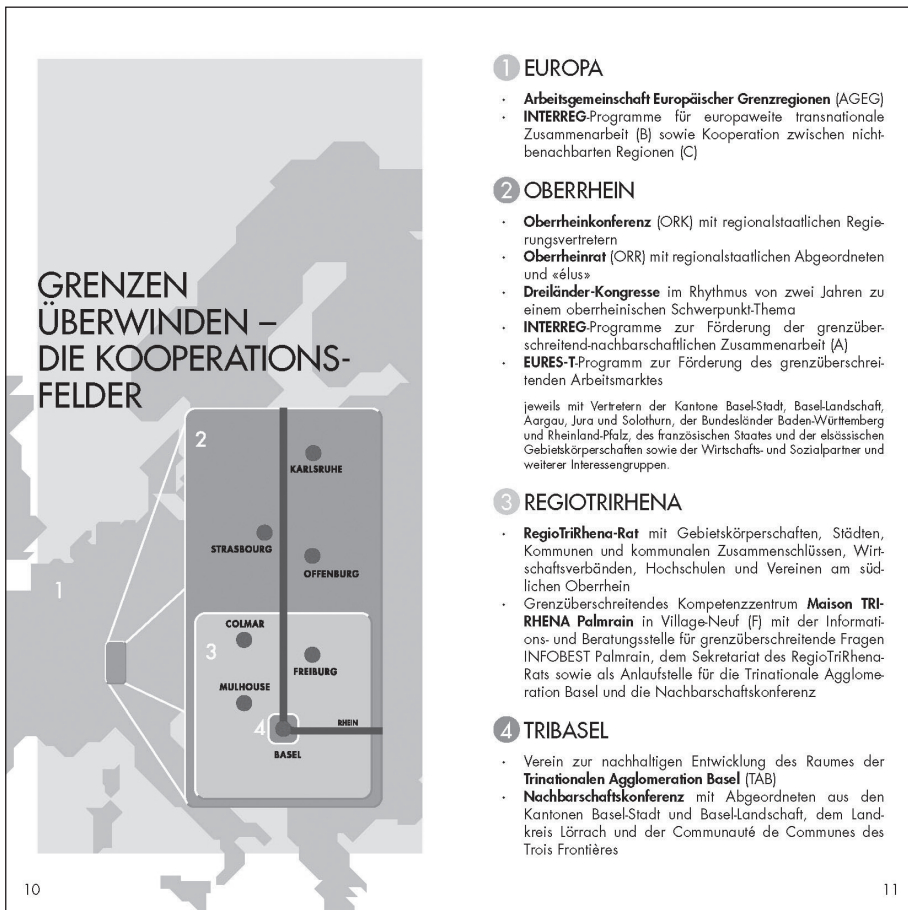 GRENZEN
ÜBERWINDEN –
DIE KOOPERATIONS-
FELDER
1
2
KARLSRUHE
STRASBOURG
OFFENBURG
3
COLMAR
FREIBURG
MULHOUSE
4
RHEIN
BASEL
10
1 EUROPA
· Arbeitsgemeinschaft Europäischer Grenzregionen (AGEG)
· INTERREG-Programme für europaweite transnationale
Zusammenarbeit (B) sowie Kooperation zwischen nicht-
benachbarten Regionen (C)
2 OBERRHEIN
· Oberrheinkonferenz (ORK) mit regionalstaatlichen Regie-
rungsvertretern
· Oberrheinrat (ORR) mit regionalstaatlichen Abgeordneten
und «élus»
· Dreiländer-Kongresse im Rhythmus von zwei Jahren zu
einem oberrheinischen Schwerpunkt-Thema
· INTERREG-Programme zur Förderung der grenzüber-
schreitend-nachbarschaftlichen Zusammenarbeit (A)
· EURES-T-Programm zur Förderung des grenzüberschrei-
tenden Arbeitsmarktes
jeweils mit Vertretern der Kantone Basel-Stadt, Basel-Landschaft,
Aargau, Jura und Solothurn, der Bundesländer Baden-Württemberg
und Rheinland-Pfalz, des französischen Staates und der elsässischen
Gebietskörperschaften sowie der Wirtschafts- und Sozialpartner und
weiterer Interessengruppen.
3 REGIOTRIRHENA
· RegioTriRhena-Rat mit Gebietskörperschaften, Städten,
Kommunen und kommunalen Zusammenschlüssen, Wirt-
schaftsverbänden, Hochschulen und Vereinen am süd-
lichen Oberrhein
· Grenzüberschreitendes Kompetenzzentrum Maison TRI-
RHENA Palmrain in Village-Neuf (F) mit der Informati-
ons- und Beratungsstelle für grenzüberschreitende Fragen
INFOBEST Palmrain, dem Sekretariat des RegioTriRhena-
Rats sowie als Anlaufstelle für die Trinationale Agglome-
ration Basel und die Nachbarschaftskonferenz
4 TRIBASEL
· Verein zur nachhaltigen Entwicklung des Raumes der
Trinationalen Agglomeration Basel (TAB)
· Nachbarschaftskonferenz mit Abgeordneten aus den
Kantonen Basel-Stadt und Basel-Landschaft, dem Land-
kreis Lörrach und der Communauté de Communes des
Trois Frontières
11